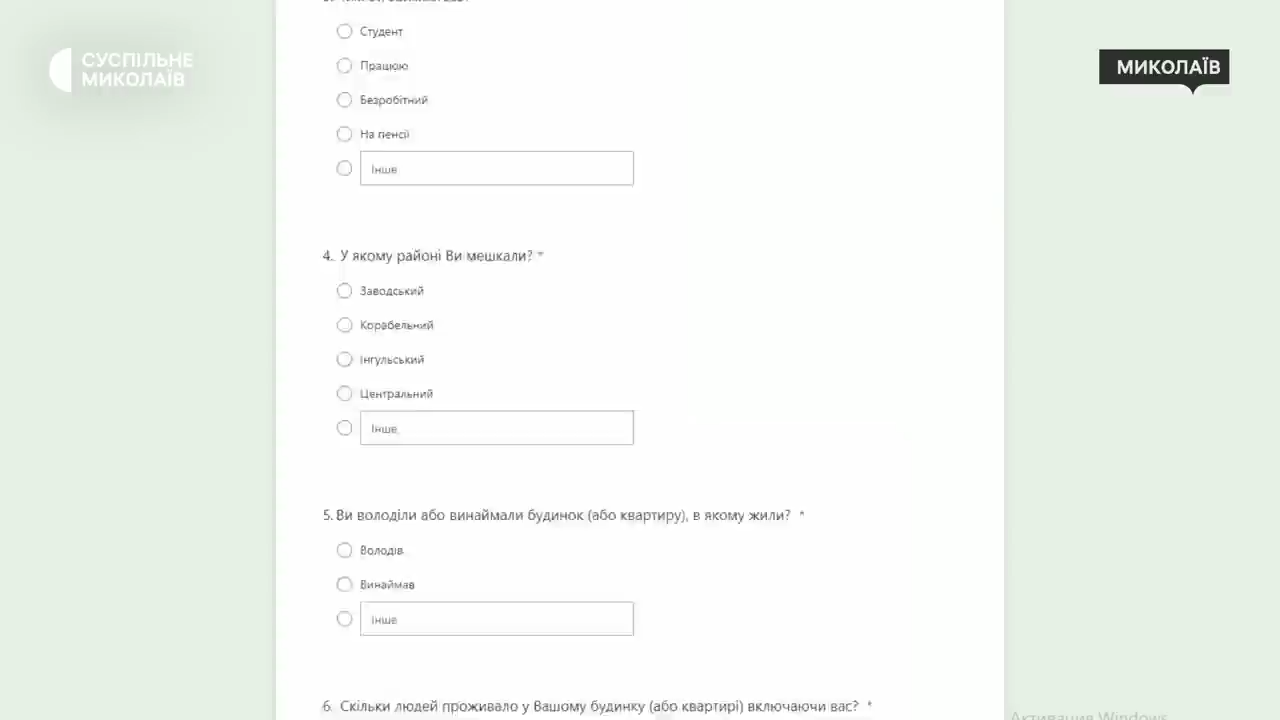 СУСПІЛЬНЕ
МИКОЛАЇВ
МИКОЛАЇВ
Студент
Працюю
Безробітний
На пенсії
Інше
4. У якому районі Ви мешкали? *
Заводський
Корабельний
Інгульський
Центральний
Інше
5. Ви володіли або винаймали будинок (або квартиру), в якому жили? *
Володів
Винаймав
Інше
6. Скільки людей проживало у Вашому будинку (або квартирі) включаючи вас? *
Активация Windows